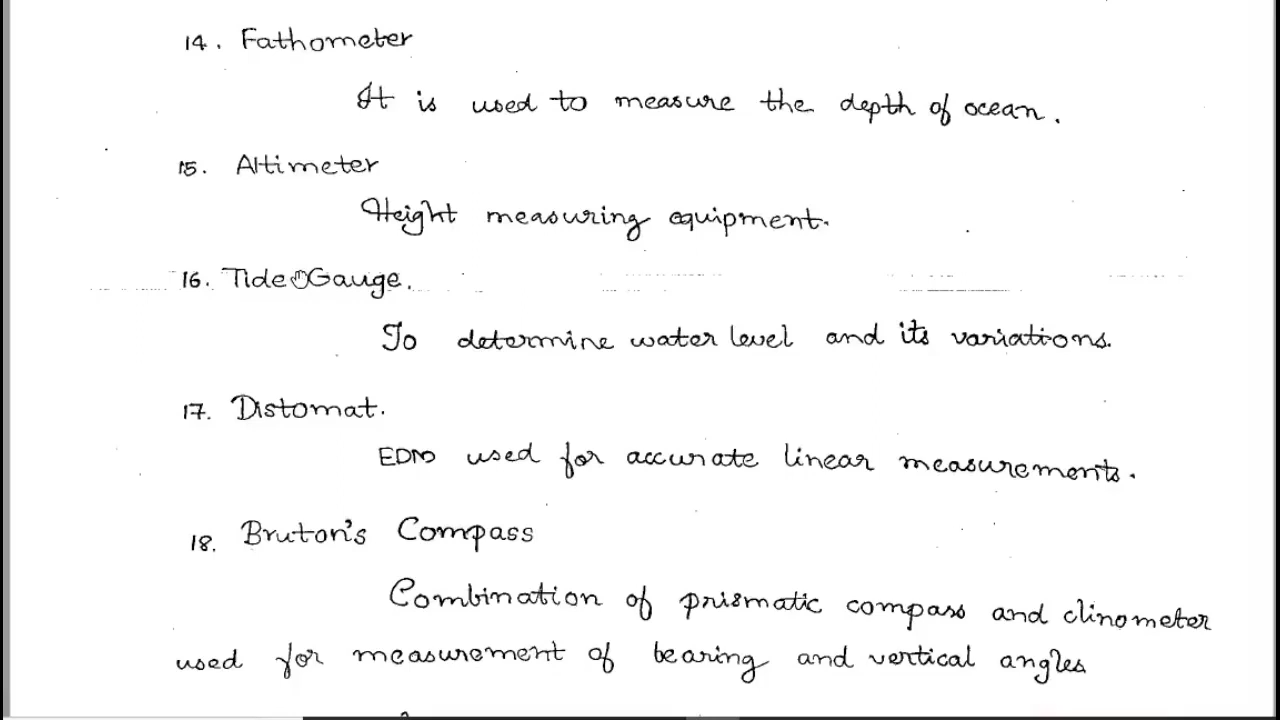 14. Fathometer
It is used to measure the depth of ocean.
15. Altimeter
Height measuring equipment.
16. Tide Gauge.
To determine water level and its variations.
17. Distomat.
EDM used for accurate linear measurements.
18. Bruton's Compass
Combination of prismatic compass and clinometer
used for measurement of bearing and vertical angles